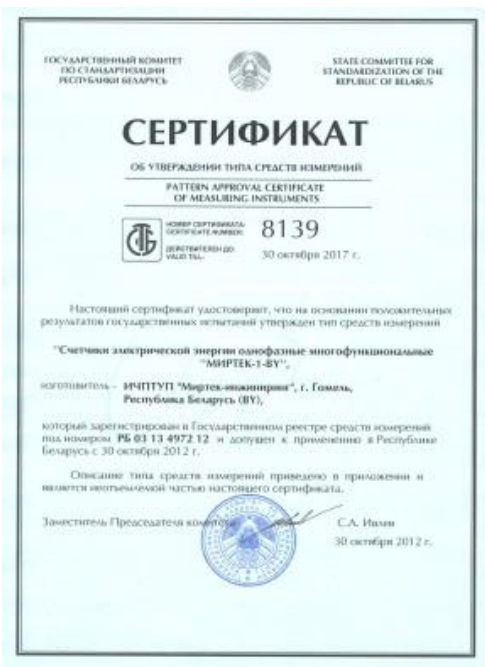 ГОСУДАРСТВЕННЫЙ КОМИТЕТ
ПО СТАНДАРТИЗАЦИИ
РЕСПУБЛИКИ БЕЛАРУСЬ
STATE COMMITTEE FOR
STANDARDIZATION OF THE
REPUBLIC OF BELARUS
СЕРТИФИКАТ
ОБ УТВЕРЖДЕНИИ ТИПА СРЕДСТВ ИЗМЕРЕНИЙ
PATTERN APPROVAL CERTIFICATE
OF MEASURING INSTRUMENTS
НОМЕР СЕРТИФИКАТА:
CERTIFICATE NUMBER:
8139
ДЕЙСТВИТЕЛЕН ДО:
VALID TILL:
30 октября 2017 г.
Настоящий сертификат удостоверяет, что на основании положительных
результатов государственных испытаний утвержден тип средств измерений
"Счетчики электрической энергии однофазные многофункциональные
"МИРТЕК-1-BY",
изготовитель - ИЧПТУП "Миртек-инжиниринг", г. Гомель,
Республика Беларусь (BY),
который зарегистрирован в Государственном реестре средств измерений
под номером РБ 03 13 4972 12 и допущен к применению в Республике
Беларусь с 30 октября 2012 г.
Описание типа средств измерений приведено в приложении и
является неотъемлемой частью настоящего сертификата.
Заместитель Председателя комитета
С.А. Ивлев
30 октября 2012 г.